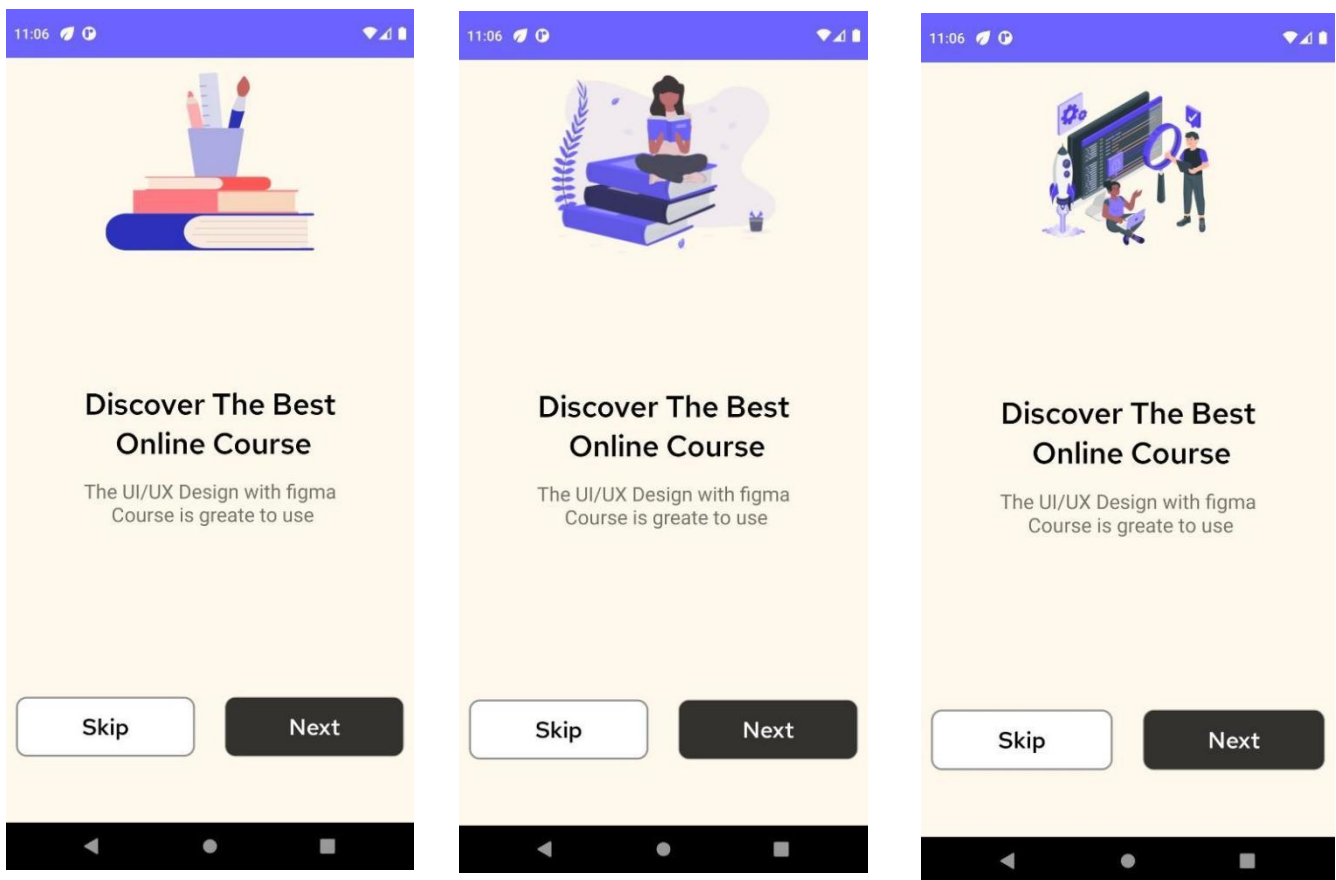 11:06
Discover The Best
Online Course
The UI/UX Design with figma
Course is greate to use
Skip
Next
11:06
Discover The Best
Online Course
The UI/UX Design with figma
Course is greate to use
Skip
Next
11:06
Discover The Best
Online Course
The UI/UX Design with figma
Course is greate to use
Skip
Next